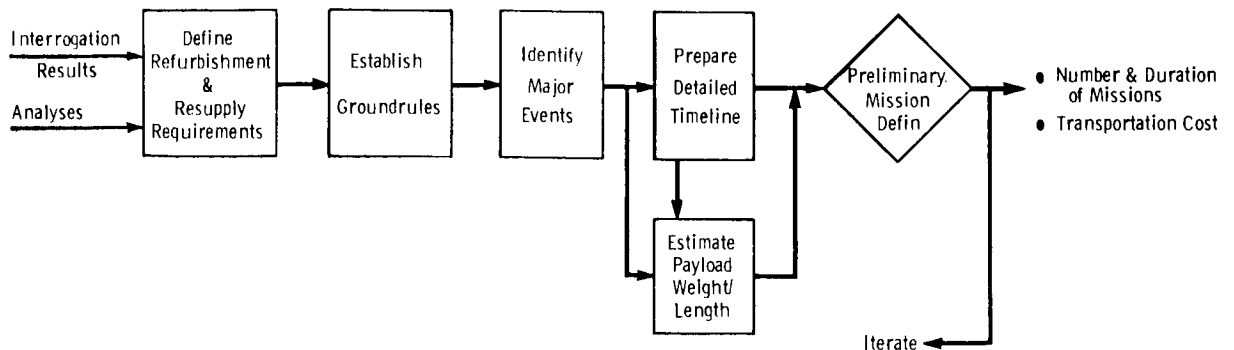 Interrogation
Results
Analyses
Define
Refurbishment
&
Resupply
Requirements
Establish
Groundrules
Identify
Major
Events
Prepare
Detailed
Timeline
Estimate
Payload
Weight/
Length
Preliminary.
Mission
Defin
● Number & Duration
of Missions
● Transportation Cost
Iterate